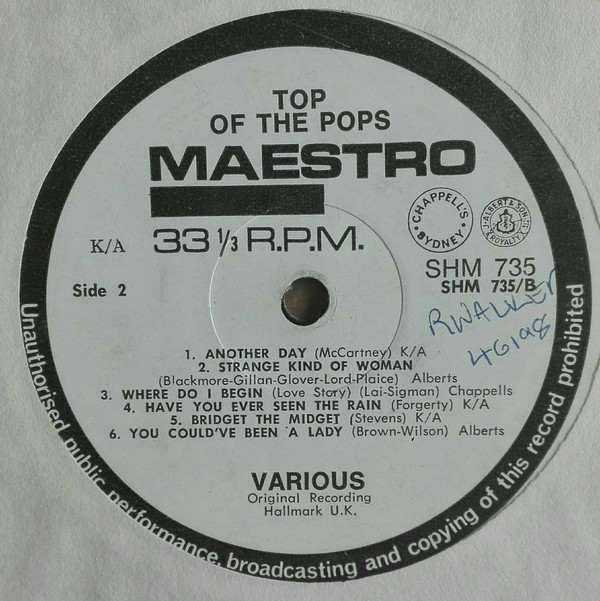 TOP
OF THE POPS
MAESTRO
K/A
33 1/3 R.P.M.
CHAPPELL'S
SYDNEY
J. ALBERT & SON
ROYALTY
SHM 735
Side 2
SHM 735/B
RWALKER
46198
1. ANOTHER DAY (McCartney) K/A
2. STRANGE KIND OF WOMAN
(Blackmore-Gillan-Glover-Lord-Plaice) Alberts
3. WHERE DO I BEGIN (Love Story) (Lai-Sigman) Chappells
4. HAVE YOU EVER SEEN THE RAIN (Forgerty) K/A
5. BRIDGET THE MIDGET (Stevens) K/A
6. YOU COULD'VE BEEN A LADY (Brown-Wilson) Alberts
VARIOUS
Original Recording
Hallmark U.K.
Unauthorised public performance, broadcasting and copying of this record prohibited